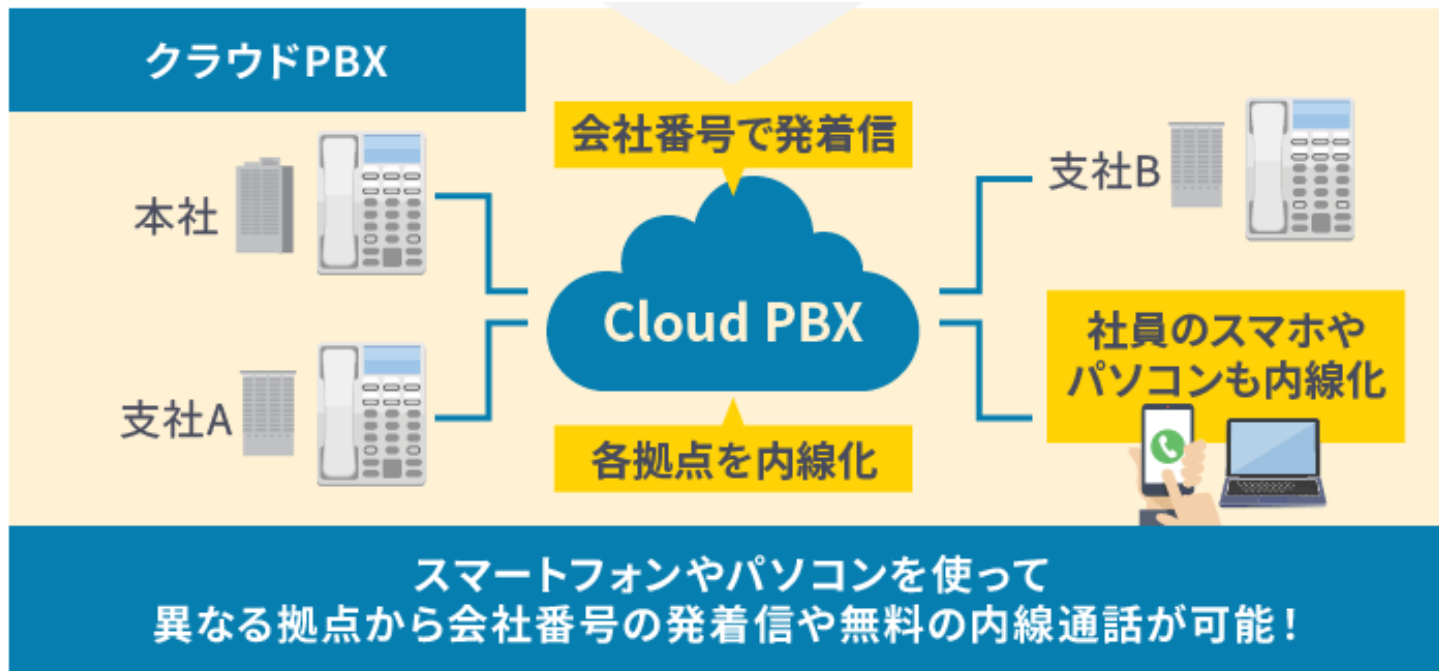 クラウドPBX
会社番号で発着信
本社
支社B
Cloud PBX
社員のスマホや
パソコンも内線化
支社A
各拠点を内線化
スマートフォンやパソコンを使って
異なる拠点から会社番号の発着信や無料の内線通話が可能!